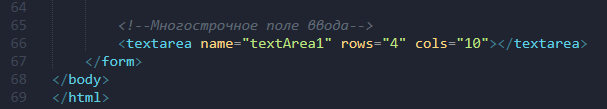 64
65 <!--Многострочное поле ввода-->
66 <textarea name="textArea1" rows="4" cols="10"></textarea>
67 </form>
68 </body>
69 </html>